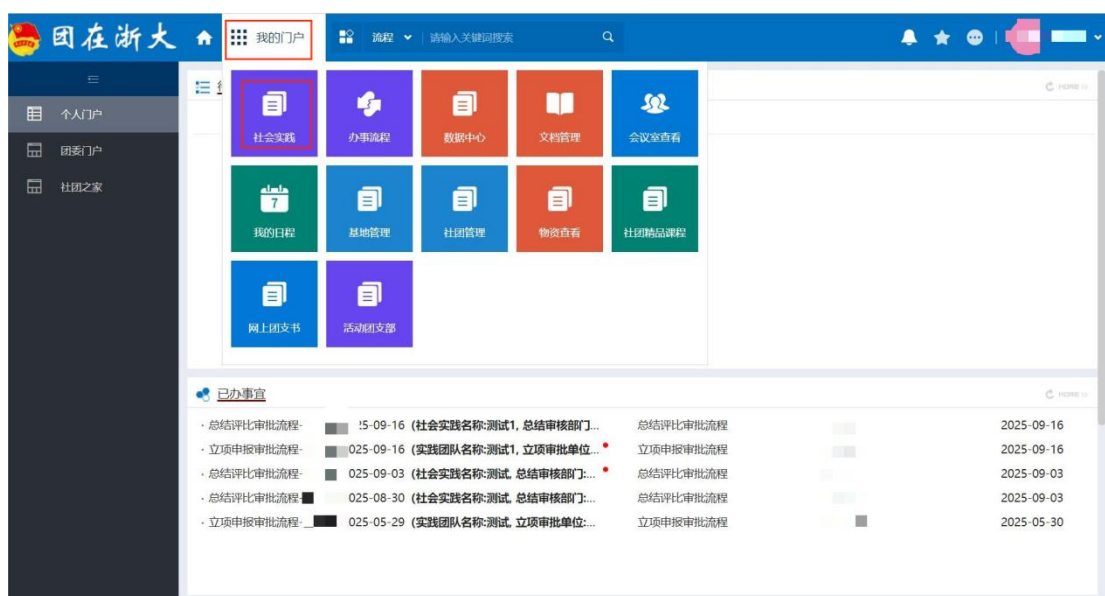 团在浙大 我的门户 流程 请输入关键词搜索
个人门户
团委门户
社团之家
社会实践 办事流程 数据中心 文档管理 会议室查看
7
我的日程 基地管理 社团管理 物资查看 社团精品课程
网上团支书 活动团支部
已办事宜
· 总结评比审批流程- 5-09-16 (社会实践名称:测试1, 总结审核部门... 总结评比审批流程 2025-09-16
· 立项申报审批流程- 025-09-16 (实践团队名称:测试1, 立项审批单位... 立项申报审批流程 2025-09-16
· 总结评比审批流程- 025-09-03 (社会实践名称:测试, 总结审核部门:... 总结评比审批流程 2025-09-03
· 总结评比审批流程- 025-08-30 (社会实践名称:测试, 总结审核部门:... 总结评比审批流程 2025-09-03
· 立项申报审批流程- 025-05-29 (实践团队名称:测试, 立项审批单位:... 立项申报审批流程 2025-05-30